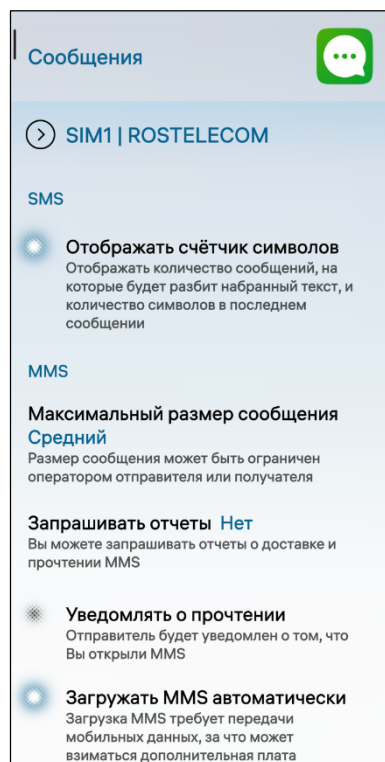 Сообщения
SIM1 | ROSTELECOM
SMS
Отображать счётчик символов
Отображать количество сообщений, на
которые будет разбит набранный текст, и
количество символов в последнем
сообщении
MMS
Максимальный размер сообщения
Средний
Размер сообщения может быть ограничен
оператором отправителя или получателя
Запрашивать отчеты Нет
Вы можете запрашивать отчеты о доставке и
прочтении MMS
Уведомлять о прочтении
Отправитель будет уведомлен о том, что
Вы открыли MMS
Загружать MMS автоматически
Загрузка MMS требует передачи
мобильных данных, за что может
взиматься дополнительная плата